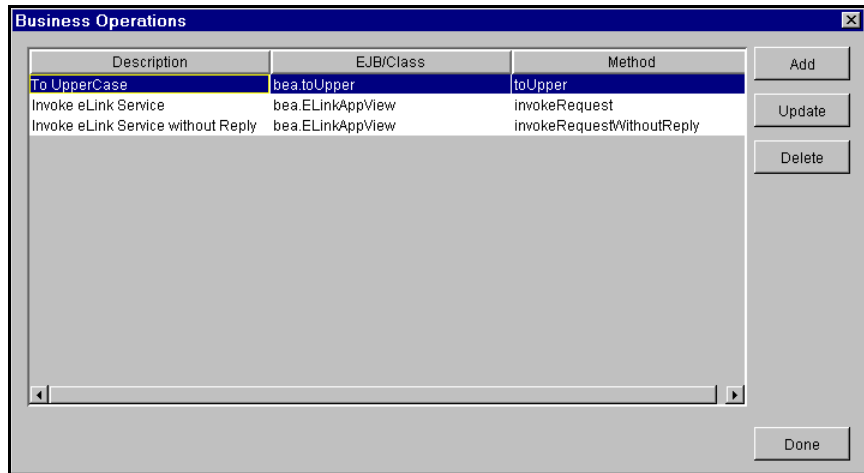 Business Operations
Description EJB/Class Method
To UpperCase bea.toUpper toUpper
Invoke eLink Service bea.ELinkAppView invokeRequest
Invoke eLink Service without Reply bea.ELinkAppView invokeRequestWithoutReply
Add
Update
Delete
Done